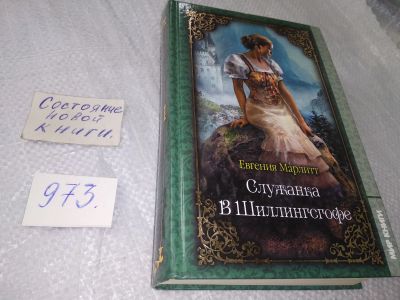 Состояние
новой
книги.
973.
Евгения Марлитт
Служанка
в Шиллингсгофе
МИР КНИГИ